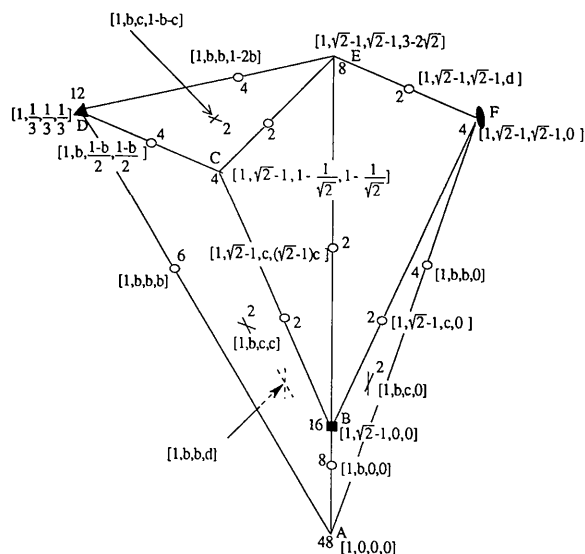 [1,b,c,1-b-c]
[1,b,b,1-2b]
[1,√2-1,√2-1,3-2√2]
E
8
[1,√2-1,√2-1,d ]
12
4
2
F
[1,1/3,1/3,1/3]
D
2
4
2
4
[1,√2-1,√2-1,0]
[1,b,(1-b)/2,(1-b)/2 ]
C
4
[1,√2-1,1-1/√2,1-1/√2]
6
[1,√2-1,c,(√2-1)c ]
2
4
[1,b,b,0]
[1,b,b,b]
2
2
2
[1,√2-1,c,0 ]
[1,b,c,c]
2
[1,b,c,0]
16
B
[1,√2-1,0,0]
[1,b,b,d]
8
[1,b,0,0]
A
48
[1,0,0,0]